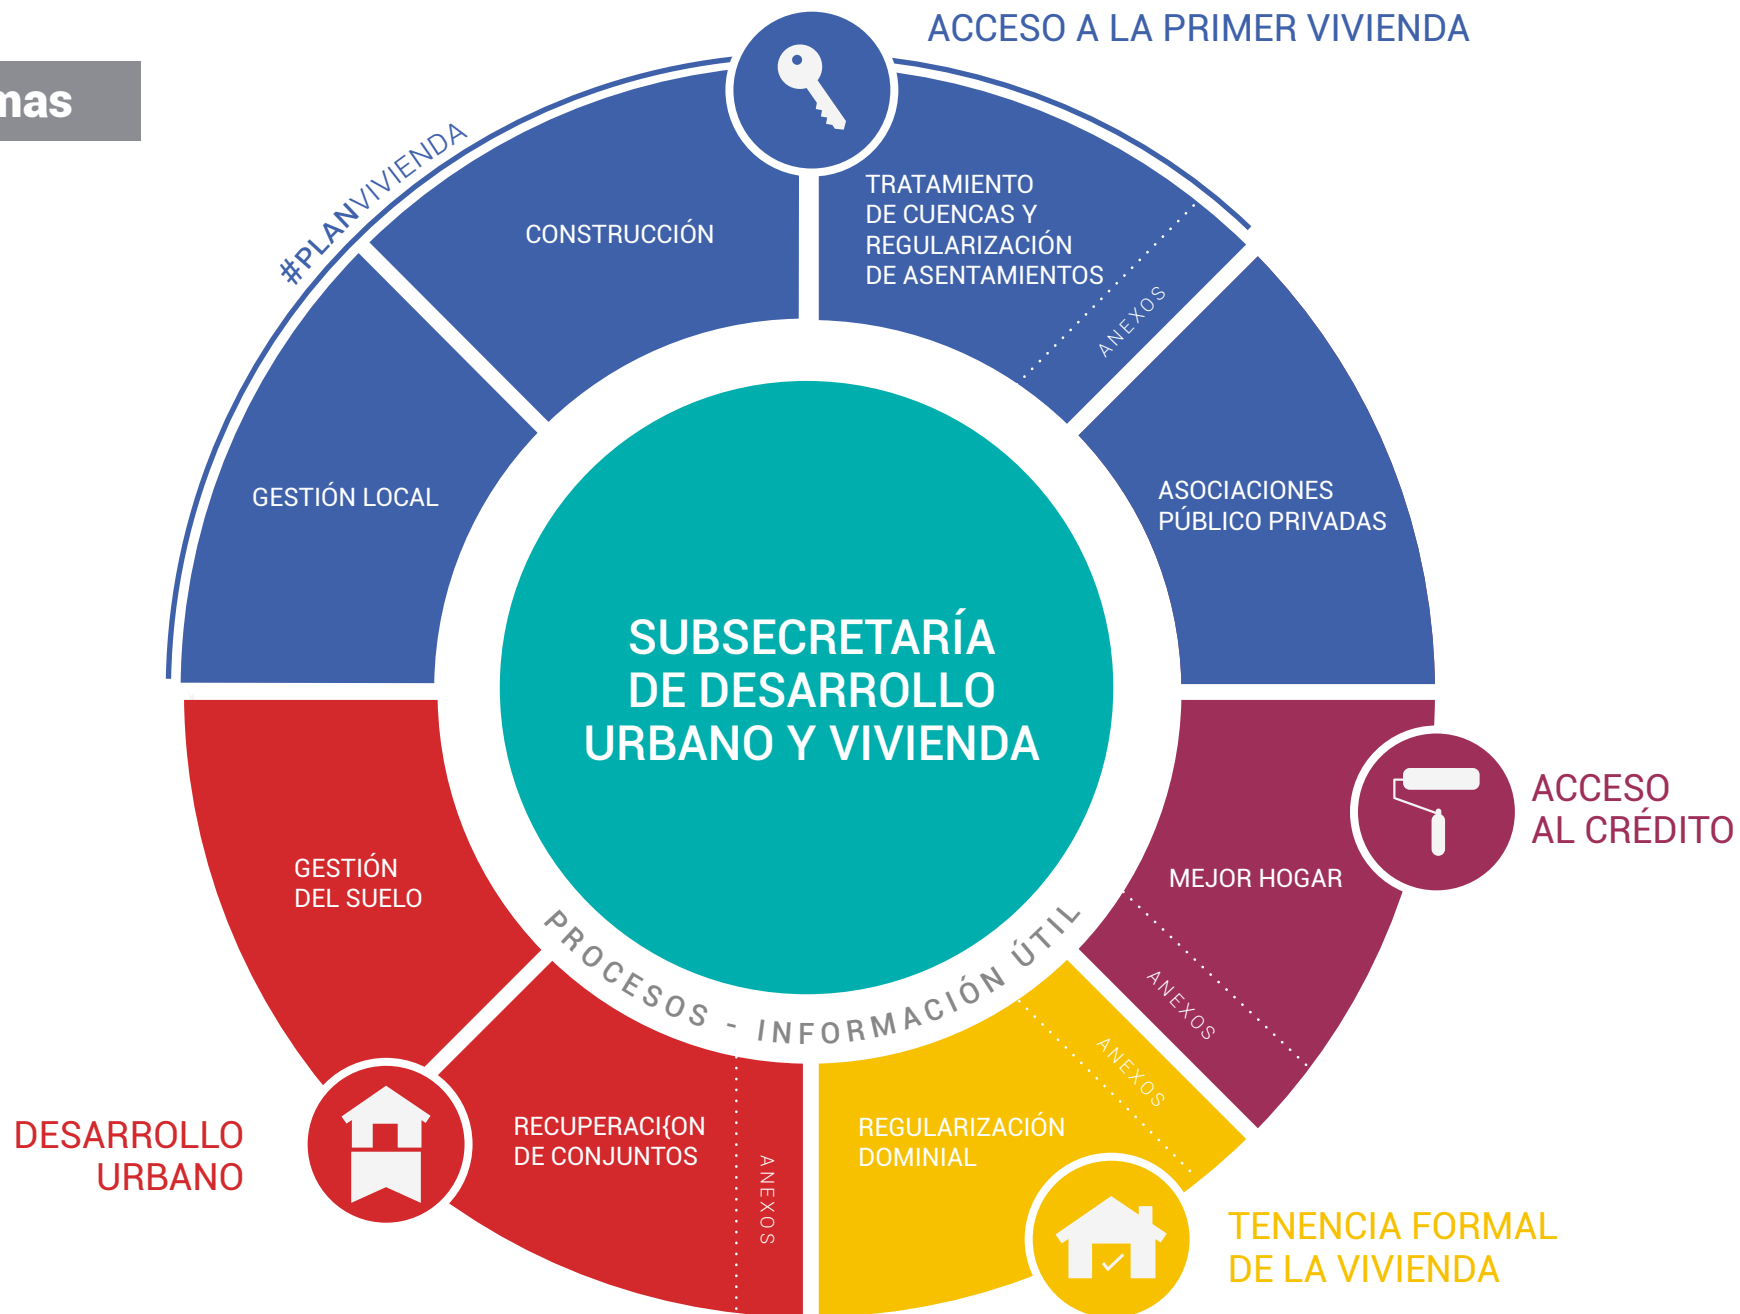 mas
ACCESO A LA PRIMER VIVIENDA
#PLANVIVIENDA
CONSTRUCCIÓN
TRATAMIENTO
DE CUENCAS Y
REGULARIZACIÓN
DE ASENTAMIENTOS
ANEXOS
GESTIÓN LOCAL
ASOCIACIONES
PÚBLICO PRIVADAS
SUBSECRETARÍA
DE DESARROLLO
URBANO Y VIVIENDA
ACCESO
AL CRÉDITO
MEJOR HOGAR
ANEXOS
GESTIÓN
DEL SUELO
PROCESOS - INFORMACIÓN ÚTIL
DESARROLLO
URBANO
RECUPERACI{ON
DE CONJUNTOS
ANEXOS
REGULARIZACIÓN
DOMINIAL
ANEXOS
TENENCIA FORMAL
DE LA VIVIENDA